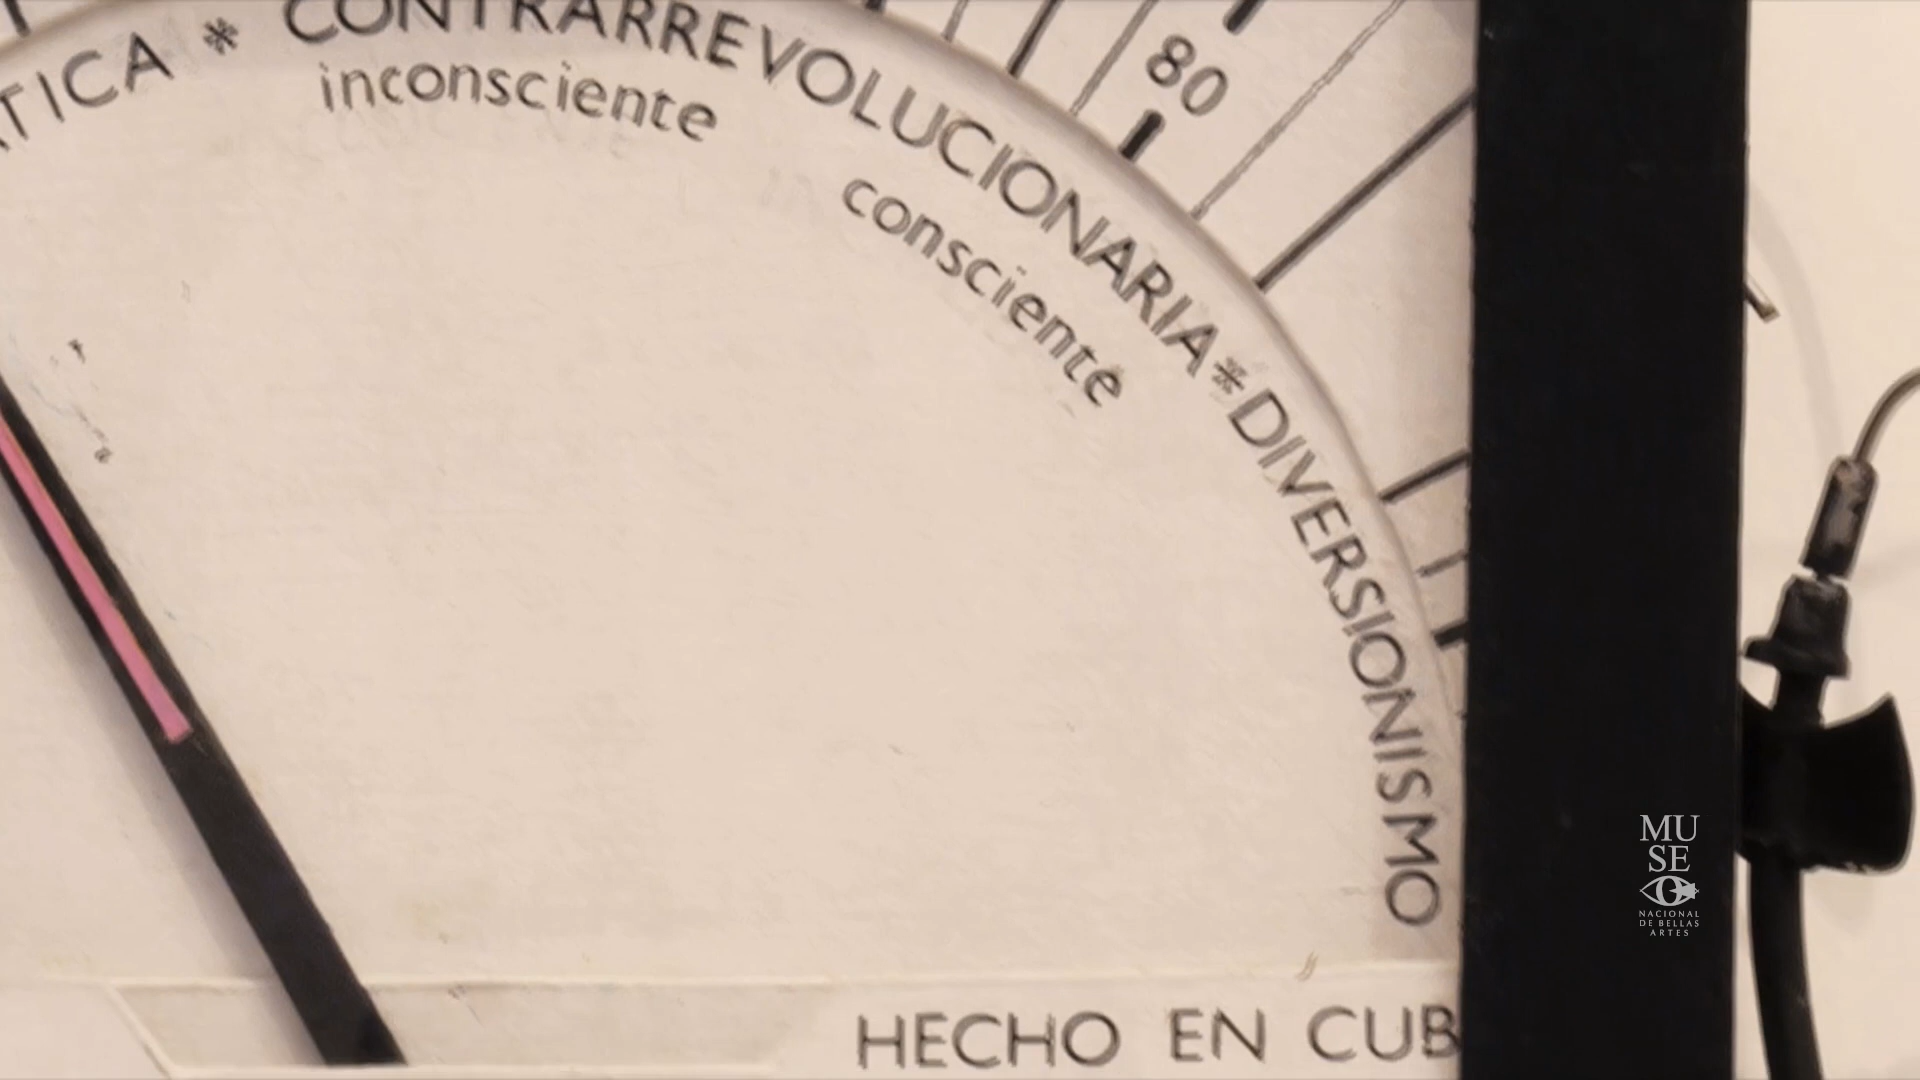 TICA * CONTRARREVOLUCIONARIA * DIVERSIONISMO
inconsciente
consciente
80
HECHO EN CUB
MU
SE
NACIONAL
DE BELLAS
ARTES